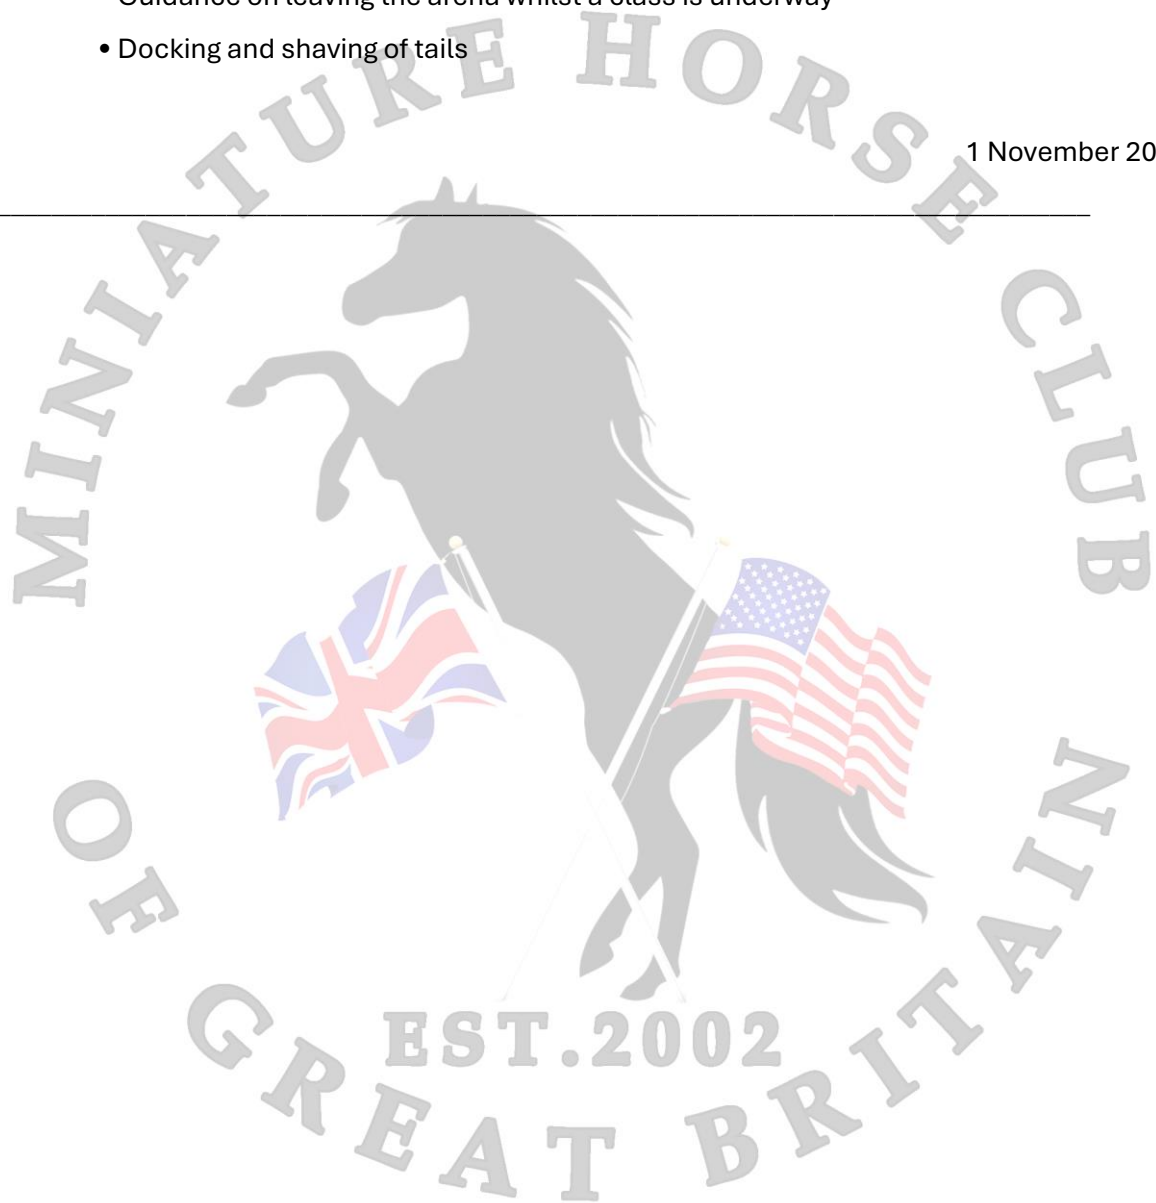 Guidance on leaving the arena whilst a class is underway
• Docking and shaving of tails
1 November 20
MINIATURE HORSE CLUB
OF GREAT BRITAIN
EST.2002